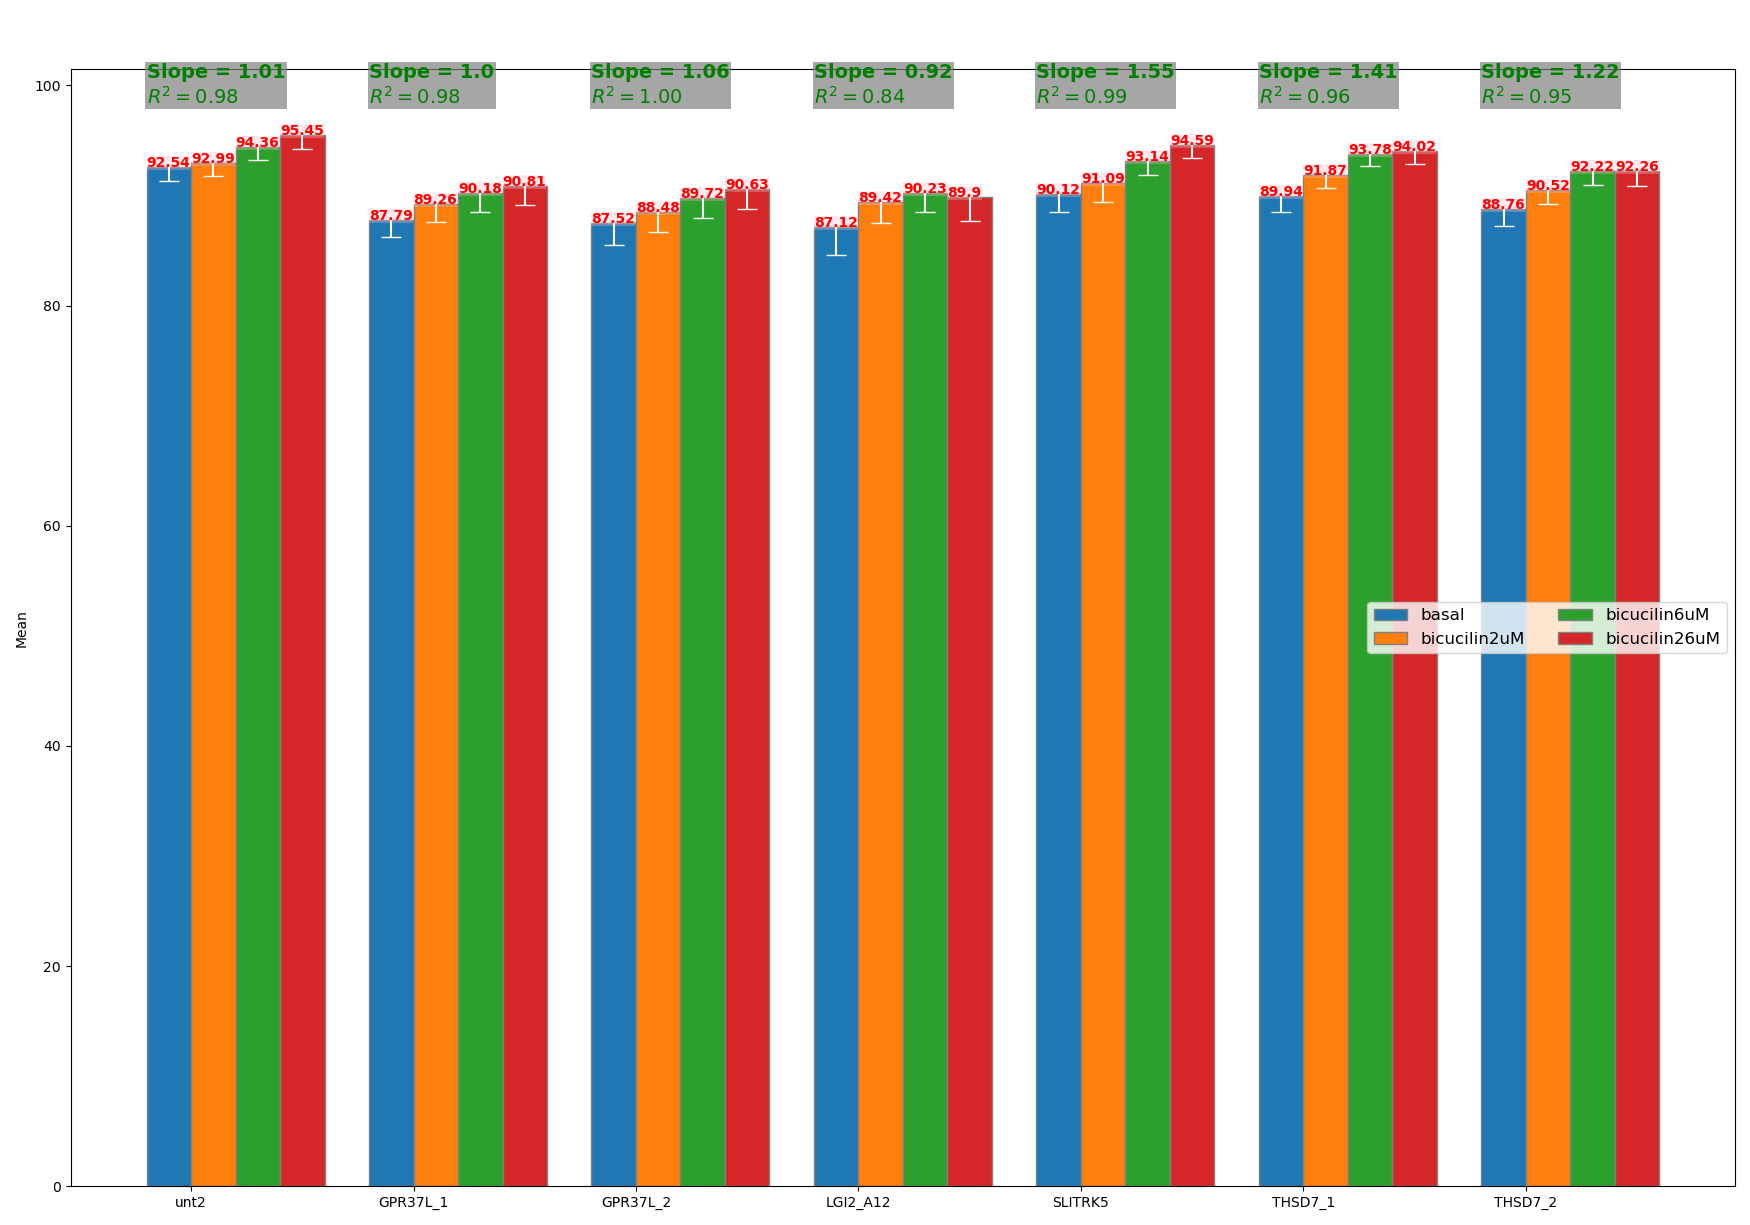 Slope = 1.01
R² = 0.98
Slope = 1.0
R² = 0.98
Slope = 1.06
R² = 1.00
Slope = 0.92
R² = 0.84
Slope = 1.55
R² = 0.99
Slope = 1.41
R² = 0.96
Slope = 1.22
R² = 0.95
100
80
60
40
20
0
Mean
92.54 92.99 94.36 95.45
87.79 89.26 90.18 90.81
87.52 88.48 89.72 90.63
87.12 89.42 90.23 89.9
90.12 91.09 93.14 94.59
89.94 91.87 93.78 94.02
88.76 90.52 92.22 92.26
basal
bicucilin2uM
bicucilin6uM
bicucilin26uM
unt2 GPR37L_1 GPR37L_2 LGI2_A12 SLITRK5 THSD7_1 THSD7_2